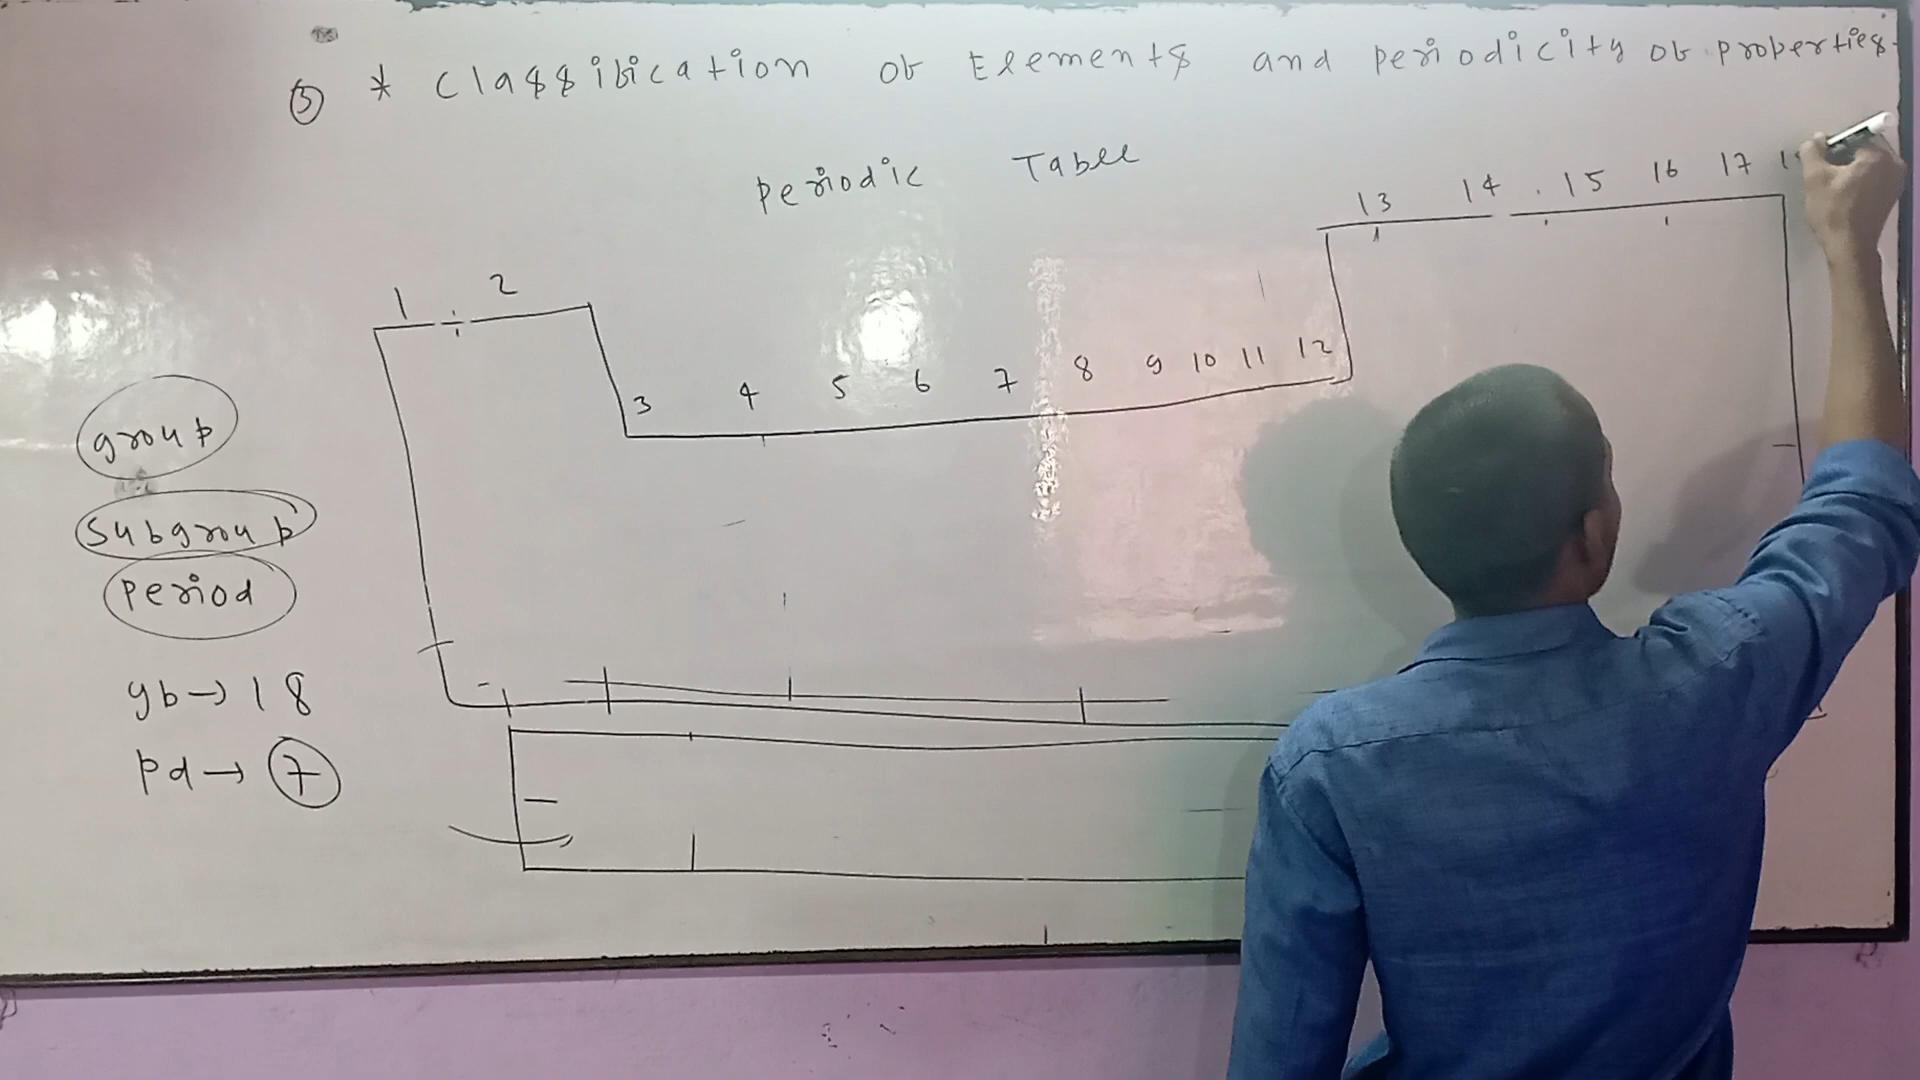 5 * Classification of Elements and periodicity of properties
Periodic Table
13 14 15 16 17
1 2
3 4 5 6 7 8 9 10 11 12
group
Subgroup
Period
gp → 18
pd → 7